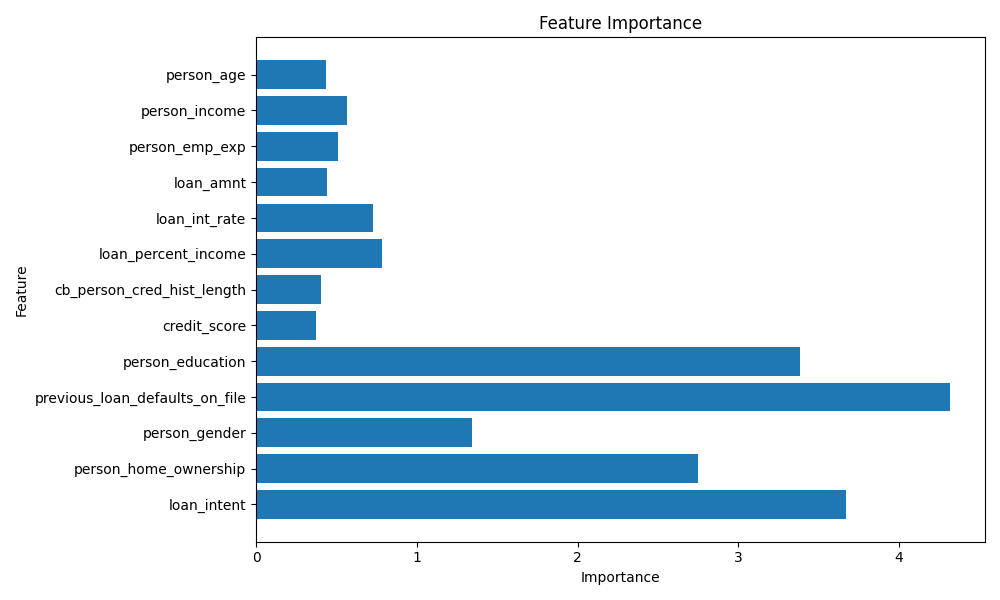 Feature Importance
person_age
person_income
person_emp_exp
loan_amnt
loan_int_rate
loan_percent_income
cb_person_cred_hist_length
credit_score
person_education
previous_loan_defaults_on_file
person_gender
person_home_ownership
loan_intent
Feature
0 1 2 3 4
Importance